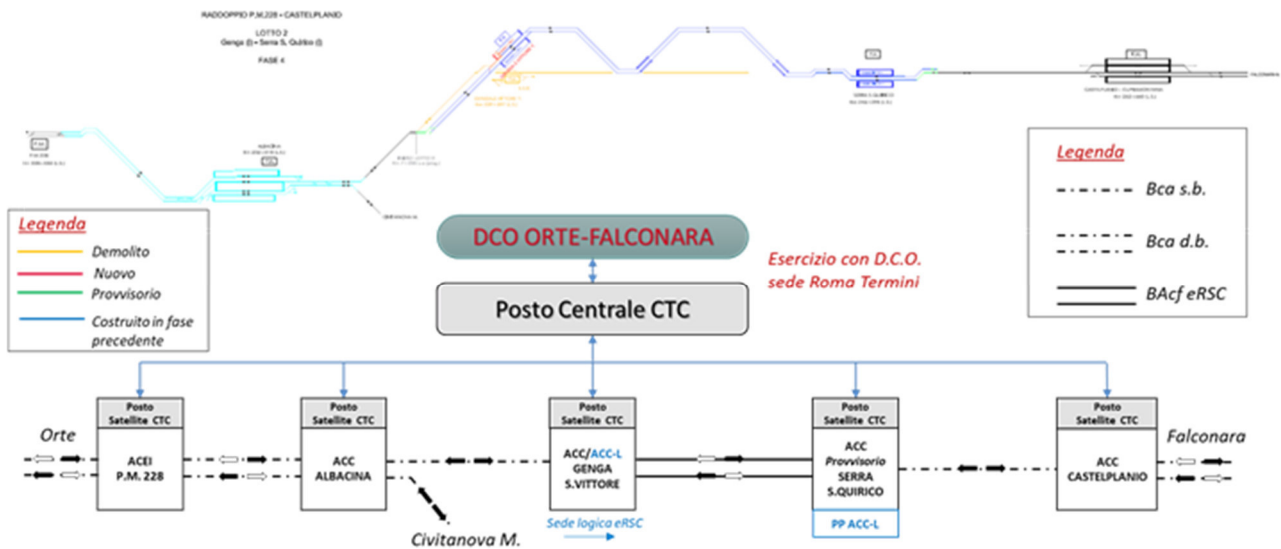 RADDOPPIO P.M.228 - CASTELPLANIO
LOTTO 2
Genga (I) - Serra S. Quirico (I)
FASE 4
FALCONARA
ALBACINA
CIVITANOVA M.
Legenda
Demolito
Nuovo
Provvisorio
Costruito in fase
precedente
DCO ORTE-FALCONARA
Esercizio con D.C.O.
sede Roma Termini
Posto Centrale CTC
Legenda
Bca s.b.
Bca d.b.
BAcf eRSC
Orte
Posto
Satellite CTC
ACEI
P.M. 228
Posto
Satellite CTC
ACC
ALBACINA
Civitanova M.
Posto
Satellite CTC
ACC/ACC-L
GENGA
S.VITTORE
Sede logica eRSC
Posto
Satellite CTC
ACC
Provvisorio
SERRA
S.QUIRICO
PP ACC-L
Posto
Satellite CTC
ACC
CASTELPLANIO
Falconara